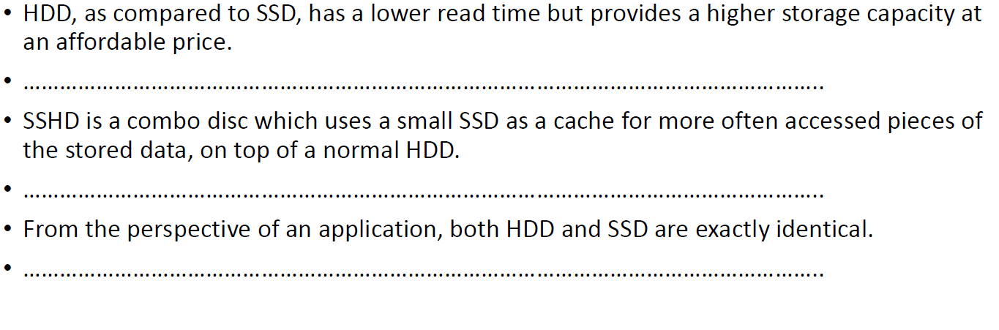 • HDD, as compared to SSD, has a lower read time but provides a higher storage capacity at
an affordable price.
• ………………………………………………………………………………………………………………..
• SSHD is a combo disc which uses a small SSD as a cache for more often accessed pieces of
the stored data, on top of a normal HDD.
• ………………………………………………………………………………………………………………..
• From the perspective of an application, both HDD and SSD are exactly identical.
• ………………………………………………………………………………………………………………..